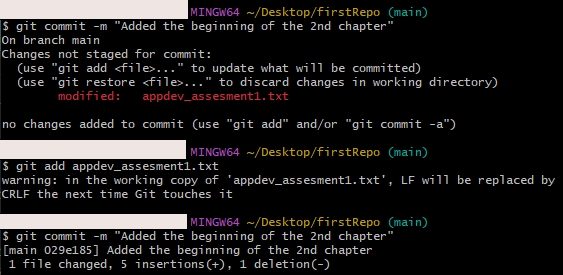 MINGW64 ~/Desktop/firstRepo (main)
$ git commit -m "Added the beginning of the 2nd chapter"
On branch main
Changes not staged for commit:
  (use "git add <file>..." to update what will be committed)
  (use "git restore <file>..." to discard changes in working directory)
        modified:   appdev_assesment1.txt

no changes added to commit (use "git add" and/or "git commit -a")

MINGW64 ~/Desktop/firstRepo (main)
$ git add appdev_assesment1.txt
warning: in the working copy of 'appdev_assesment1.txt', LF will be replaced by
CRLF the next time Git touches it

MINGW64 ~/Desktop/firstRepo (main)
$ git commit -m "Added the beginning of the 2nd chapter"
[main 029e185] Added the beginning of the 2nd chapter
 1 file changed, 5 insertions(+), 1 deletion(-)